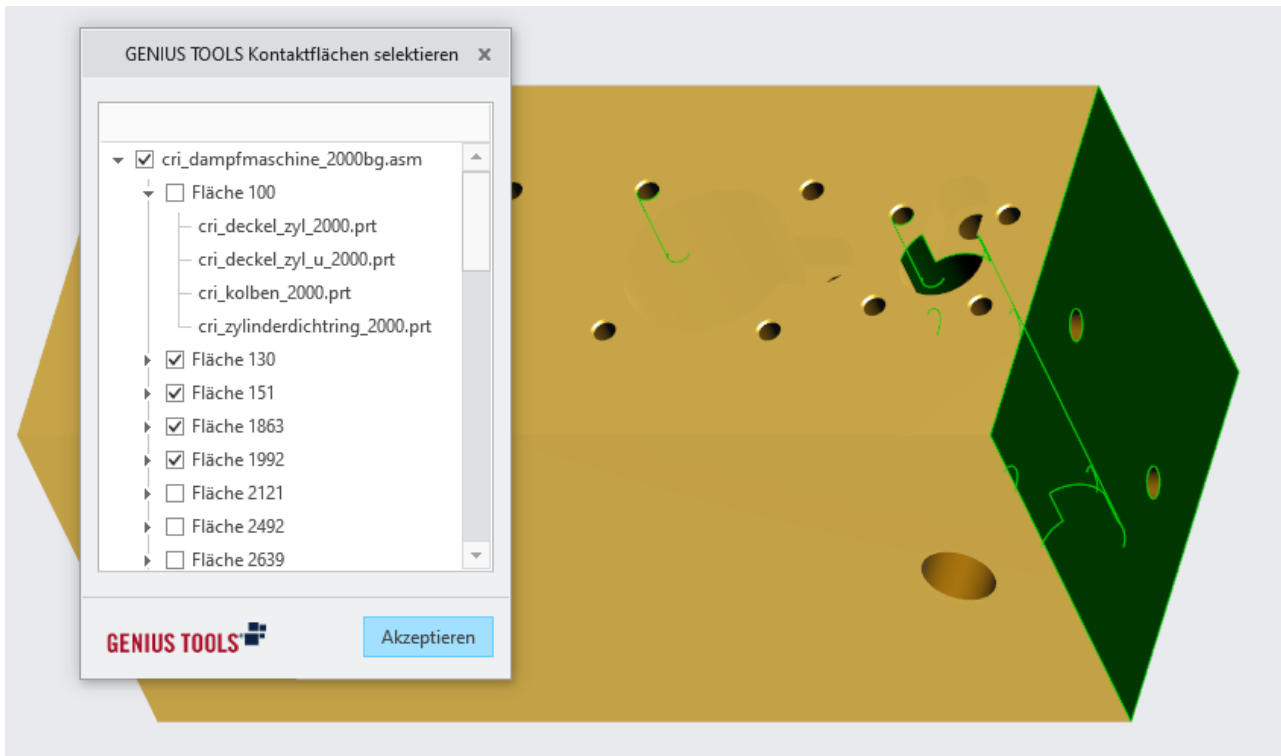 GENIUS TOOLS Kontaktflächen selektieren
cri_dampfmaschine_2000bg.asm
Fläche 100
cri_deckel_zyl_2000.prt
cri_deckel_zyl_u_2000.prt
cri_kolben_2000.prt
cri_zylinderdichtring_2000.prt
Fläche 130
Fläche 151
Fläche 1863
Fläche 1992
Fläche 2121
Fläche 2492
Fläche 2639
GENIUS TOOLS
Akzeptieren